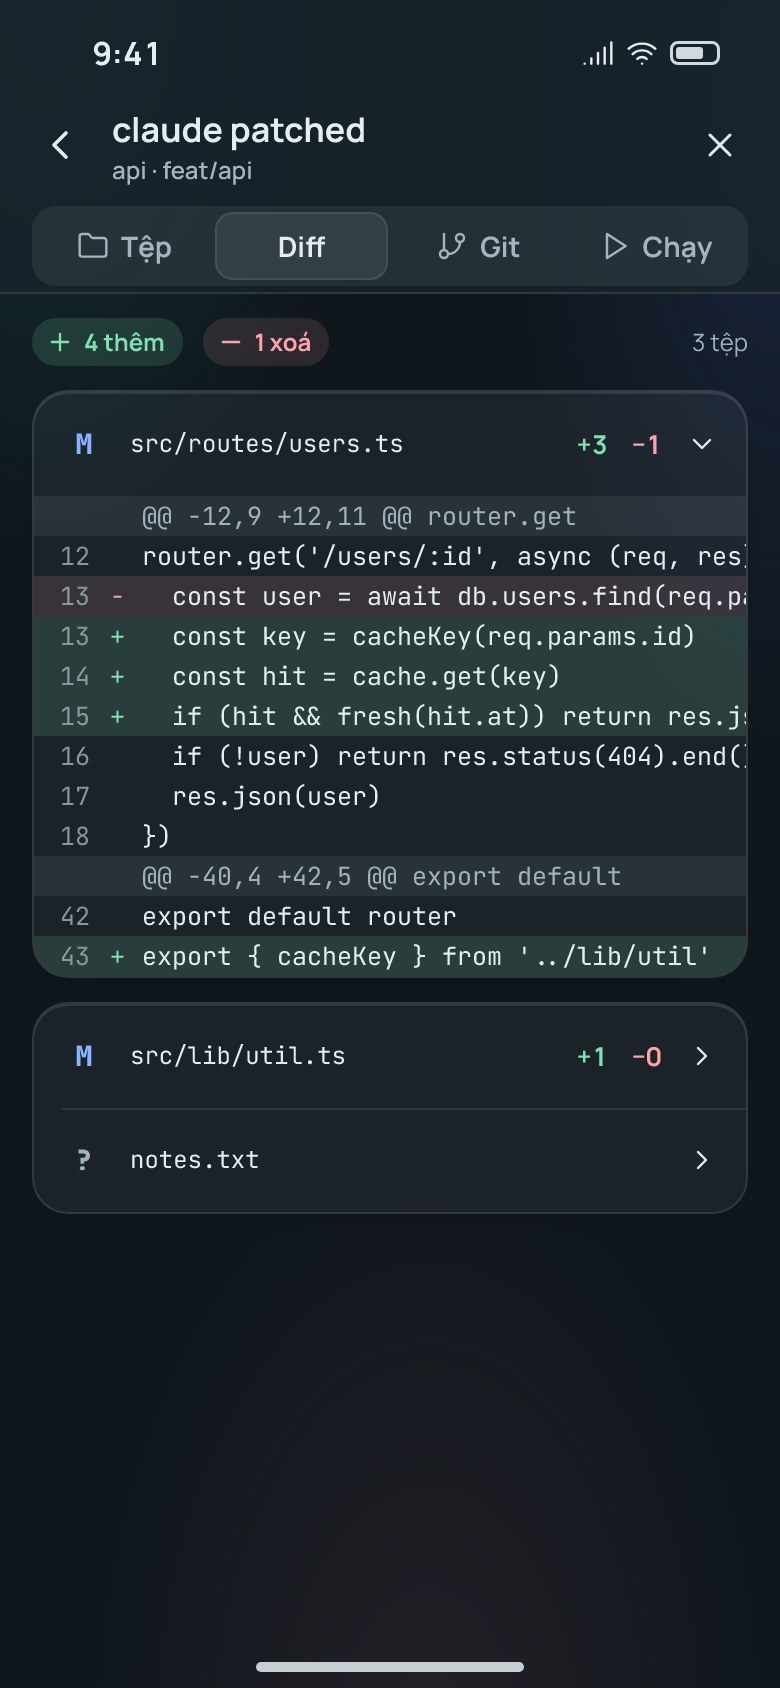 9:41
claude patched
api · feat/api
Tệp Diff Git Chạy
+ 4 thêm − 1 xoá 3 tệp
M src/routes/users.ts +3 −1
@@ -12,9 +12,11 @@ router.get
12 router.get('/users/:id', async (req, res)
13 - const user = await db.users.find(req.pa
13 + const key = cacheKey(req.params.id)
14 + const hit = cache.get(key)
15 + if (hit && fresh(hit.at)) return res.js
16 if (!user) return res.status(404).end()
17 res.json(user)
18 })
@@ -40,4 +42,5 @@ export default
42 export default router
43 + export { cacheKey } from '../lib/util'
M src/lib/util.ts +1 −0
? notes.txt